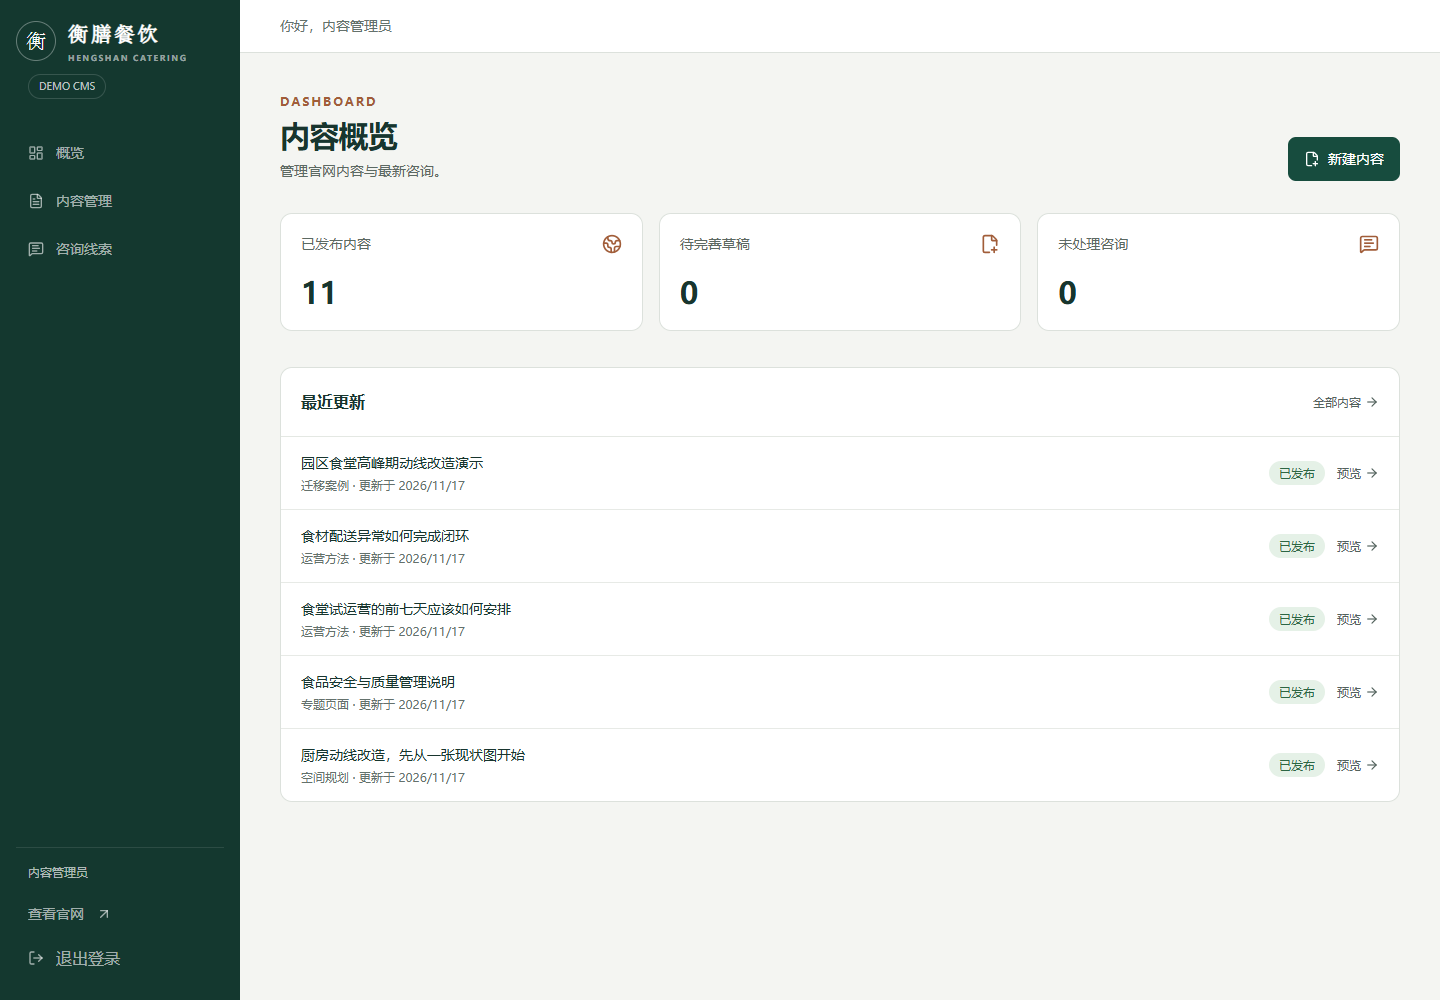 衡
衡膳餐饮
HENGSHAN CATERING
DEMO CMS
概览
内容管理
咨询线索
内容管理员
查看官网
退出登录
你好，内容管理员
DASHBOARD
内容概览
管理官网内容与最新咨询。
新建内容
已发布内容
11
待完善草稿
0
未处理咨询
0
最近更新
全部内容
园区食堂高峰期动线改造演示
迁移案例 · 更新于 2026/11/17
已发布 预览
食材配送异常如何完成闭环
运营方法 · 更新于 2026/11/17
已发布 预览
食堂试运营的前七天应该如何安排
运营方法 · 更新于 2026/11/17
已发布 预览
食品安全与质量管理说明
专题页面 · 更新于 2026/11/17
已发布 预览
厨房动线改造，先从一张现状图开始
空间规划 · 更新于 2026/11/17
已发布 预览